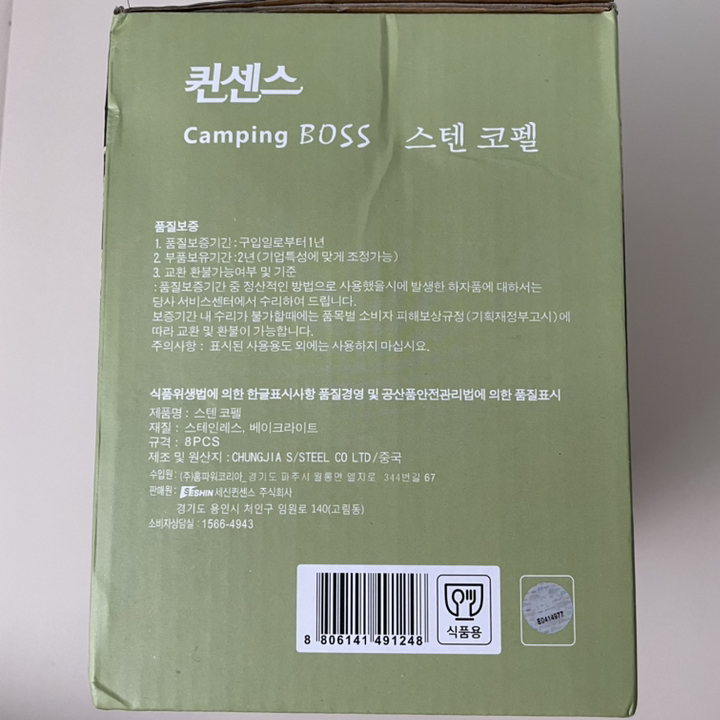 퀸센스
Camping BOSS 스텐 코펠
품질보증
1. 품질보증기간 : 구입일로부터 1년
2. 부품보유기간 : 2년 (기업특성에 맞게 조정가능)
3. 교환 환불가능여부 및 기준
: 품질보증기간 중 정산적인 방법으로 사용했을시에 발생한 하자품에 대하서는
당사 서비스센터에서 수리하여 드립니다.
보증기간 내 수리가 불가할때에는 품목벌 소비자 피해보상규정 (기획재정부고시)에
따라 교환 및 환불이 가능합니다.
주의사항 : 표시된 사용용도 외에는 사용하지 마십시요.
식품위생법에 의한 한글표시사항 품질경영 및 공산품안전관리법에 의한 품질표시
제품명 : 스텐 코펠
재질 : 스테인레스, 베이크라이트
규격 : 8PCS
제조 및 원산지 : CHUNGJIA S/STEEL CO LTD/중국
수입원 : (주)홈파워코리아_경기도 파주시 월롱면 엘지로 344번길 67
판매원 : SESHIN 세신퀸센스 주식회사
경기도 용인시 처인구 임원로 140(고림동)
소비자상담실 : 1566-4943
8 806141 491248
식품용
E0414977